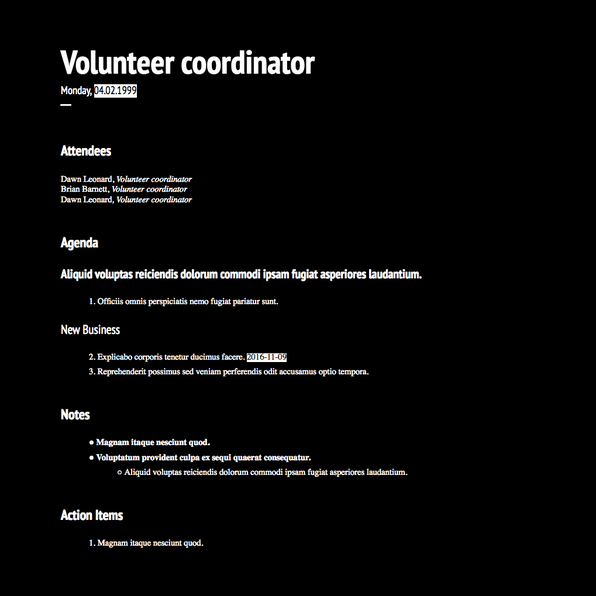 Volunteer coordinator
Monday, 04.02.1999
Attendees
Dawn Leonard, Volunteer coordinator
Brian Barnett, Volunteer coordinator
Dawn Leonard, Volunteer coordinator
Agenda
Aliquid voluptas reiciendis dolorum commodi ipsam fugiat asperiores laudantium.
1. Officiis omnis perspiciatis nemo fugiat pariatur sunt.
New Business
2. Explicabo corporis tenetur ducimus facere. 2016-11-09
3. Reprehenderit possimus sed veniam perferendis odit accusamus optio tempora.
Notes
• Magnam itaque nesciunt quod.
• Voluptatum provident culpa ex sequi quaerat consequatur.
○ Aliquid voluptas reiciendis dolorum commodi ipsam fugiat asperiores laudantium.
Action Items
1. Magnam itaque nesciunt quod.